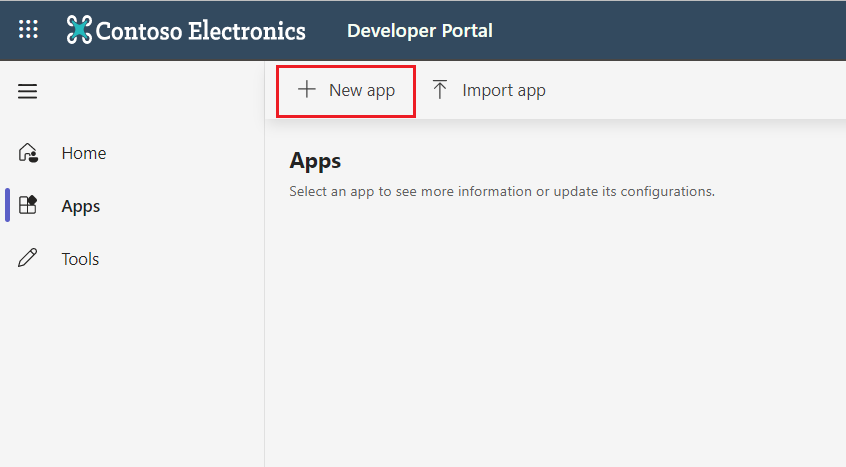 Contoso Electronics Developer Portal
New app Import app
Home
Apps
Tools
Apps
Select an app to see more information or update its configurations.